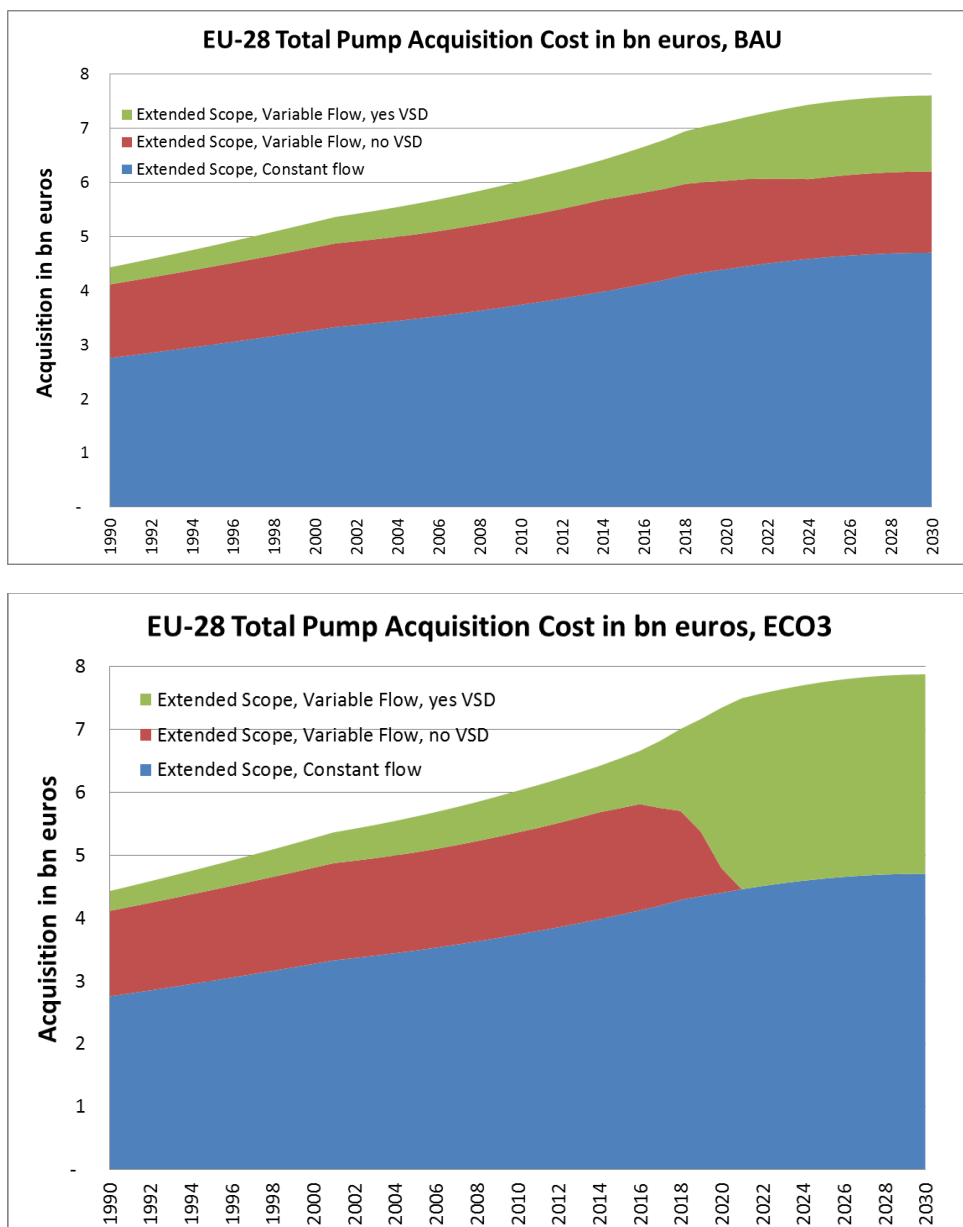 EU-28 Total Pump Acquisition Cost in bn euros, BAU
8
7
6
5
4
3
2
1
-
Acquisition in bn euros
Extended Scope, Variable Flow, yes VSD
Extended Scope, Variable Flow, no VSD
Extended Scope, Constant flow
1990 1992 1994 1996 1998 2000 2002 2004 2006 2008 2010 2012 2014 2016 2018 2020 2022 2024 2026 2028 2030
EU-28 Total Pump Acquisition Cost in bn euros, ECO3
8
7
6
5
4
3
2
1
-
Acquisition in bn euros
Extended Scope, Variable Flow, yes VSD
Extended Scope, Variable Flow, no VSD
Extended Scope, Constant flow
1990 1992 1994 1996 1998 2000 2002 2004 2006 2008 2010 2012 2014 2016 2018 2020 2022 2024 2026 2028 2030